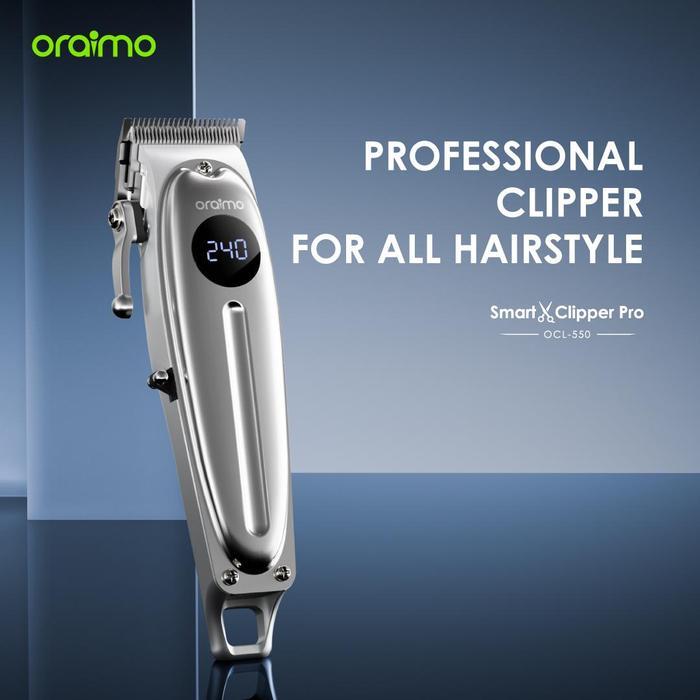 oraimo
PROFESSIONAL
CLIPPER
FOR ALL HAIRSTYLE
Smart Clipper Pro
OCL-550
oraimo
240